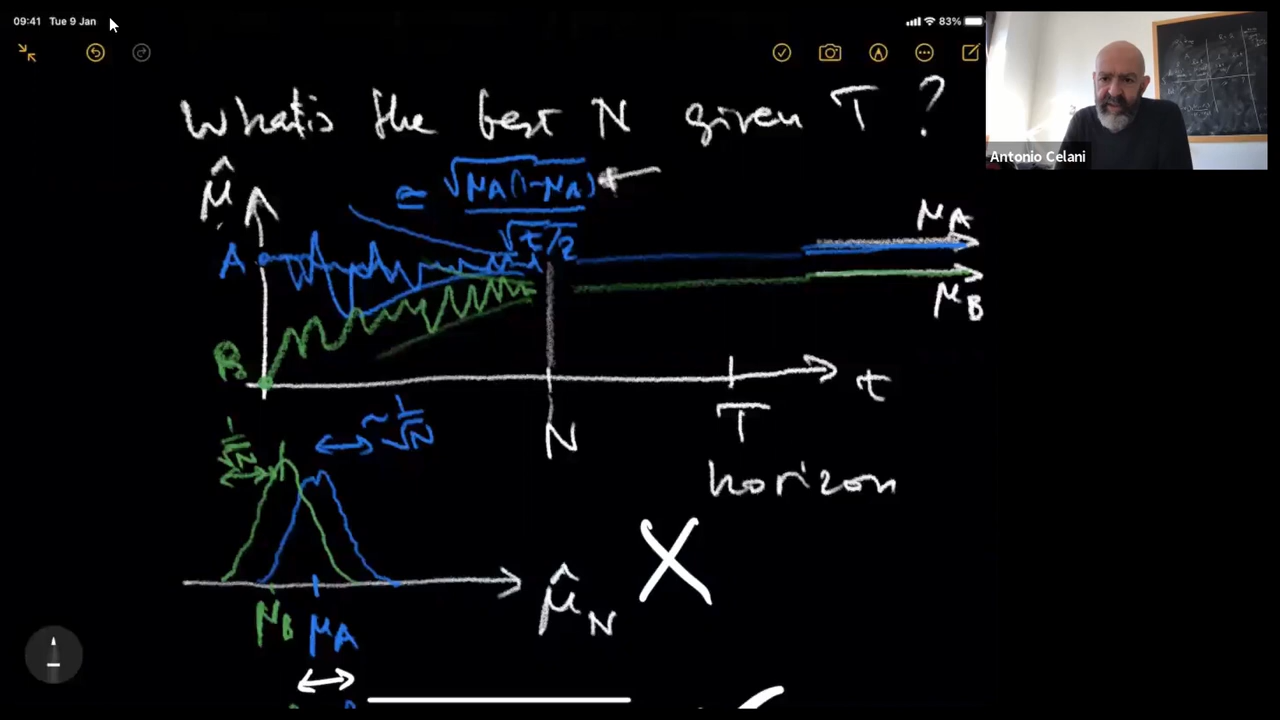 09:41 Tue 9 Jan
83%
What's the best N given T ?
μ̂
≃ √μA(1-μA) / √t/2
A
B
μA
μB
N
T
t
horizon
1/√N
~ 1/√N
μ̂N
X
μB μA
Antonio Celani